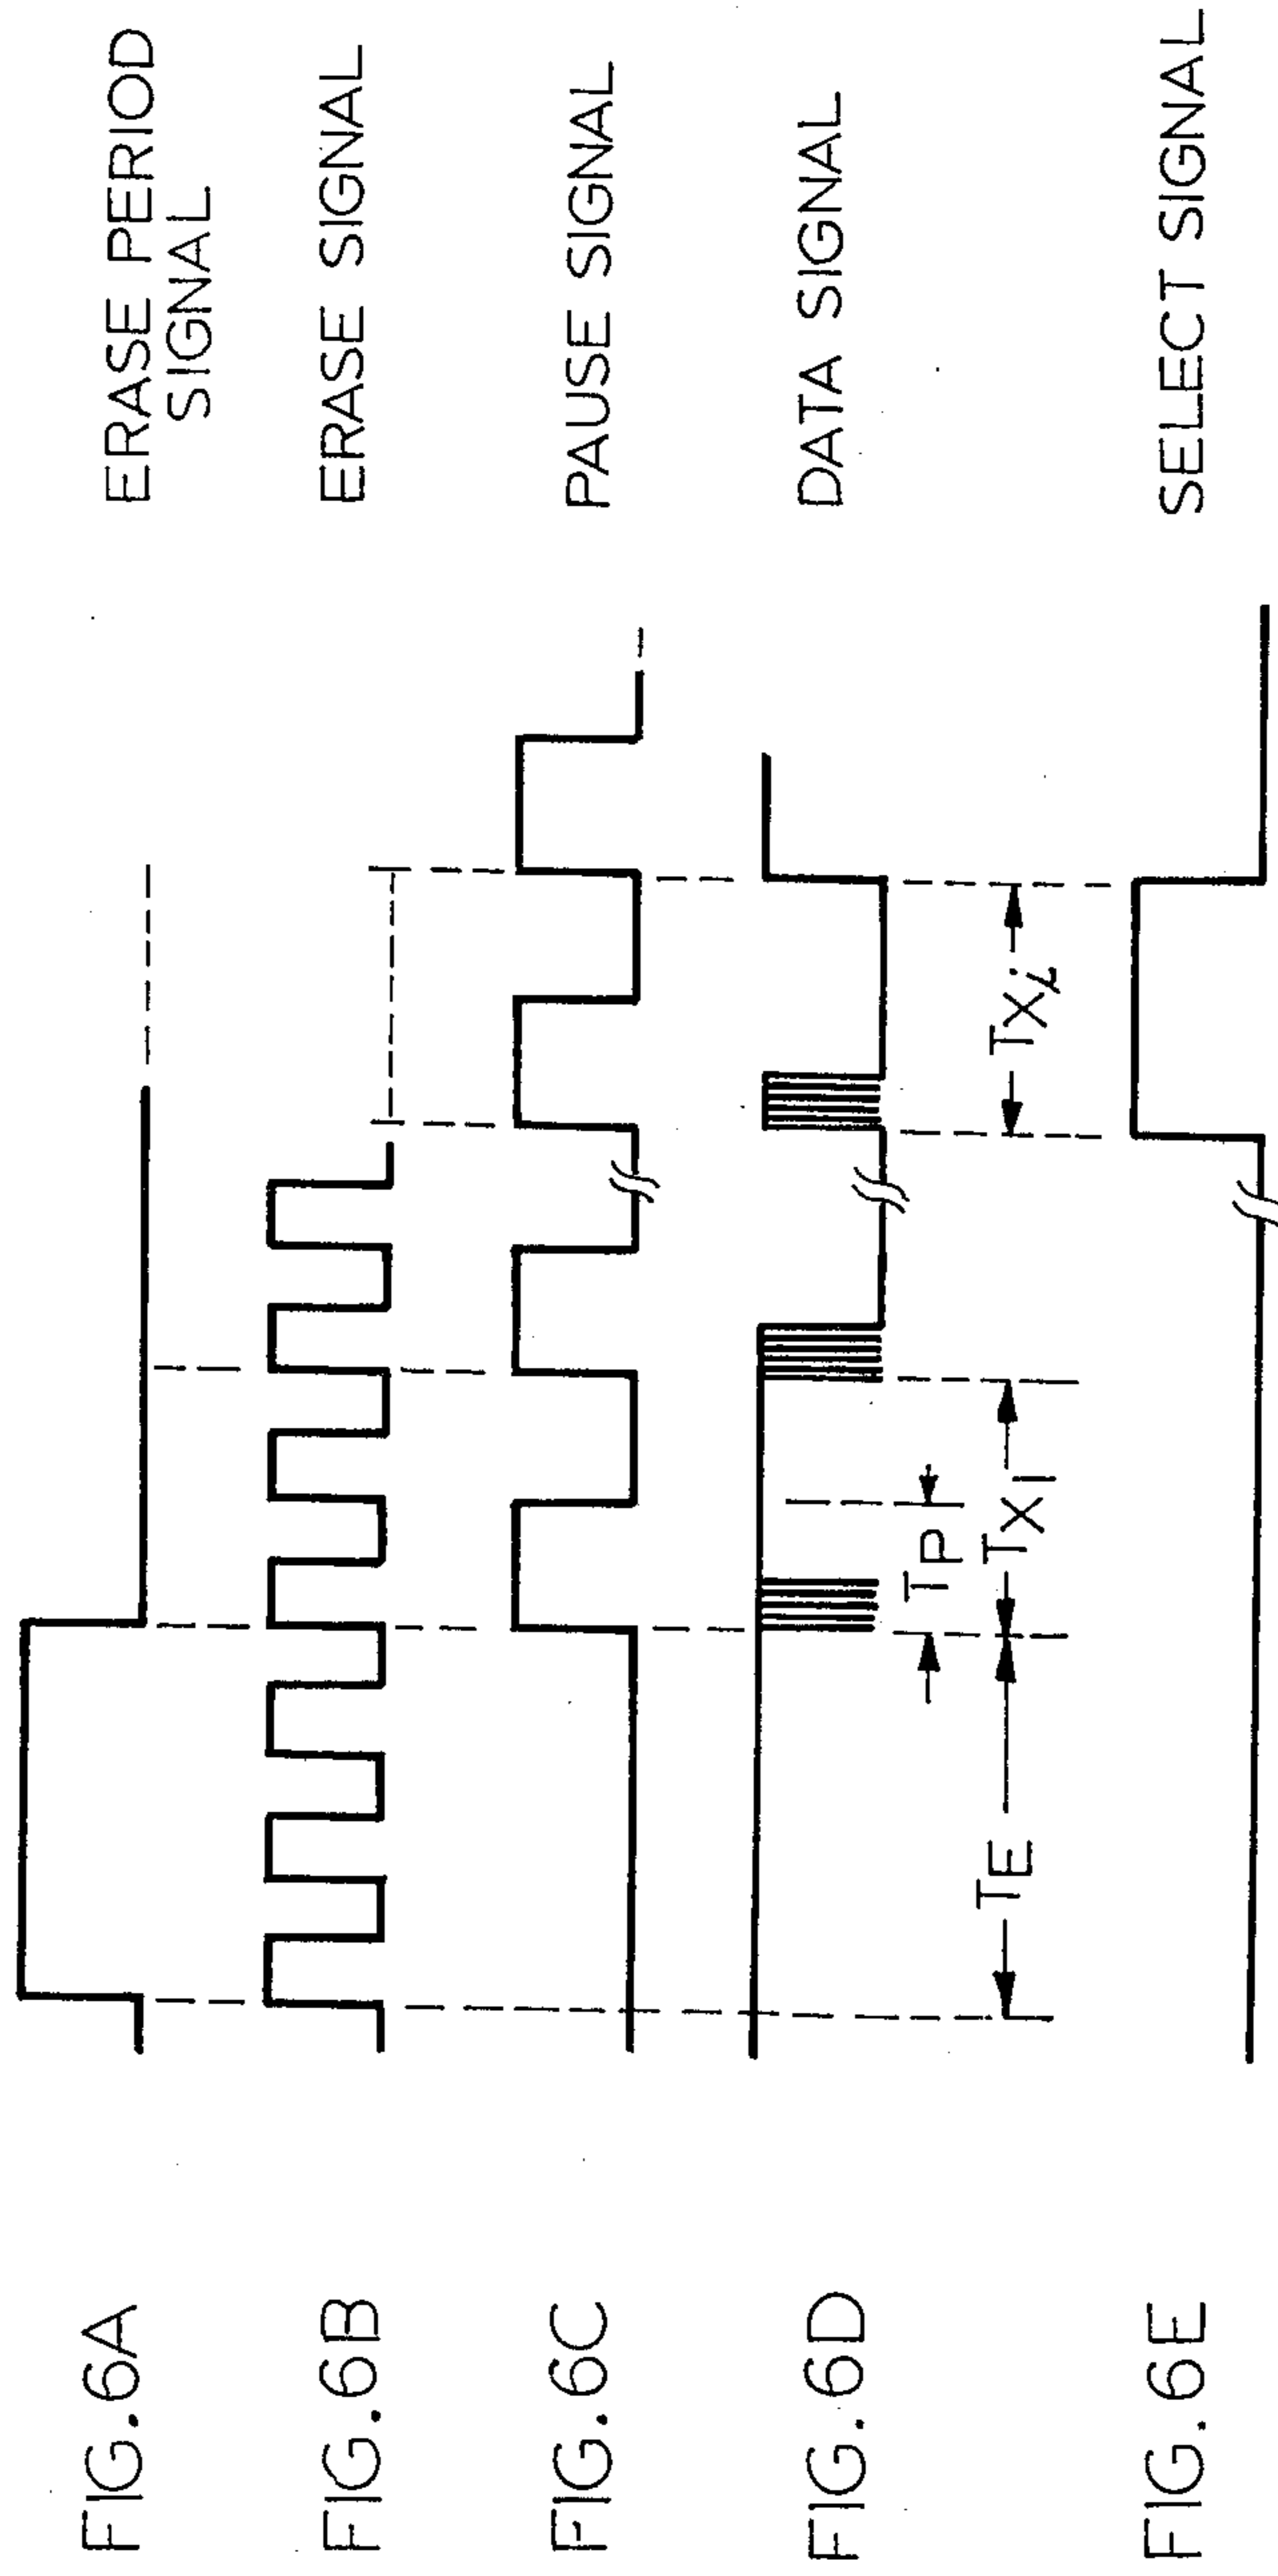 FIG.6A
ERASE PERIOD
SIGNAL
FIG.6B
ERASE SIGNAL
FIG.6C
PAUSE SIGNAL
FIG.6D
DATA SIGNAL
TP
TE
TX1
TXi
FIG.6E
SELECT SIGNAL